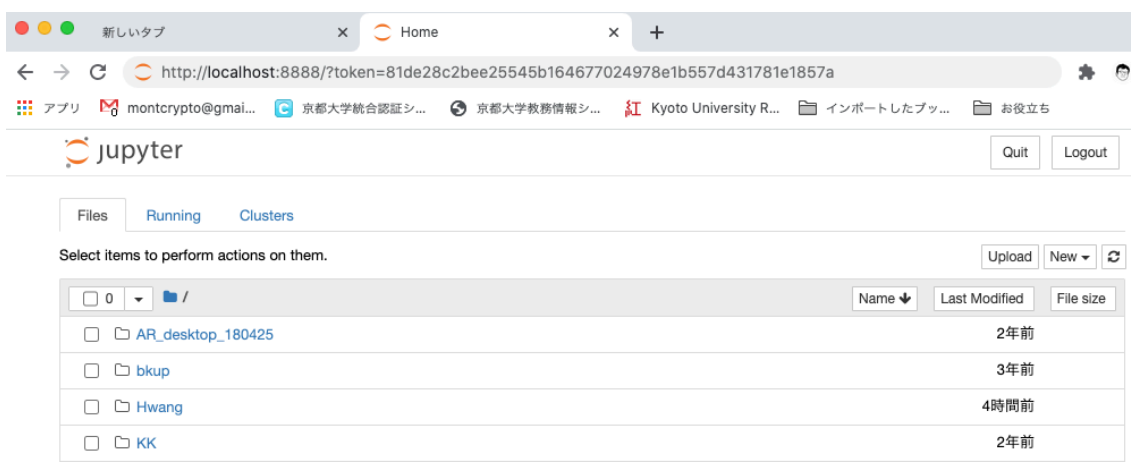 新しいタブ Home
http://localhost:8888/?token=81de28c2bee25545b164677024978e1b557d431781e1857a
アプリ montcrypto@gmai... 京都大学統合認証シ... 京都大学教務情報シ... Kyoto University R... インポートしたブッ... お役立ち
jupyter Quit Logout
Files Running Clusters
Select items to perform actions on them. Upload New
0 / Name Last Modified File size
AR_desktop_180425 2年前
bkup 3年前
Hwang 4時間前
KK 2年前